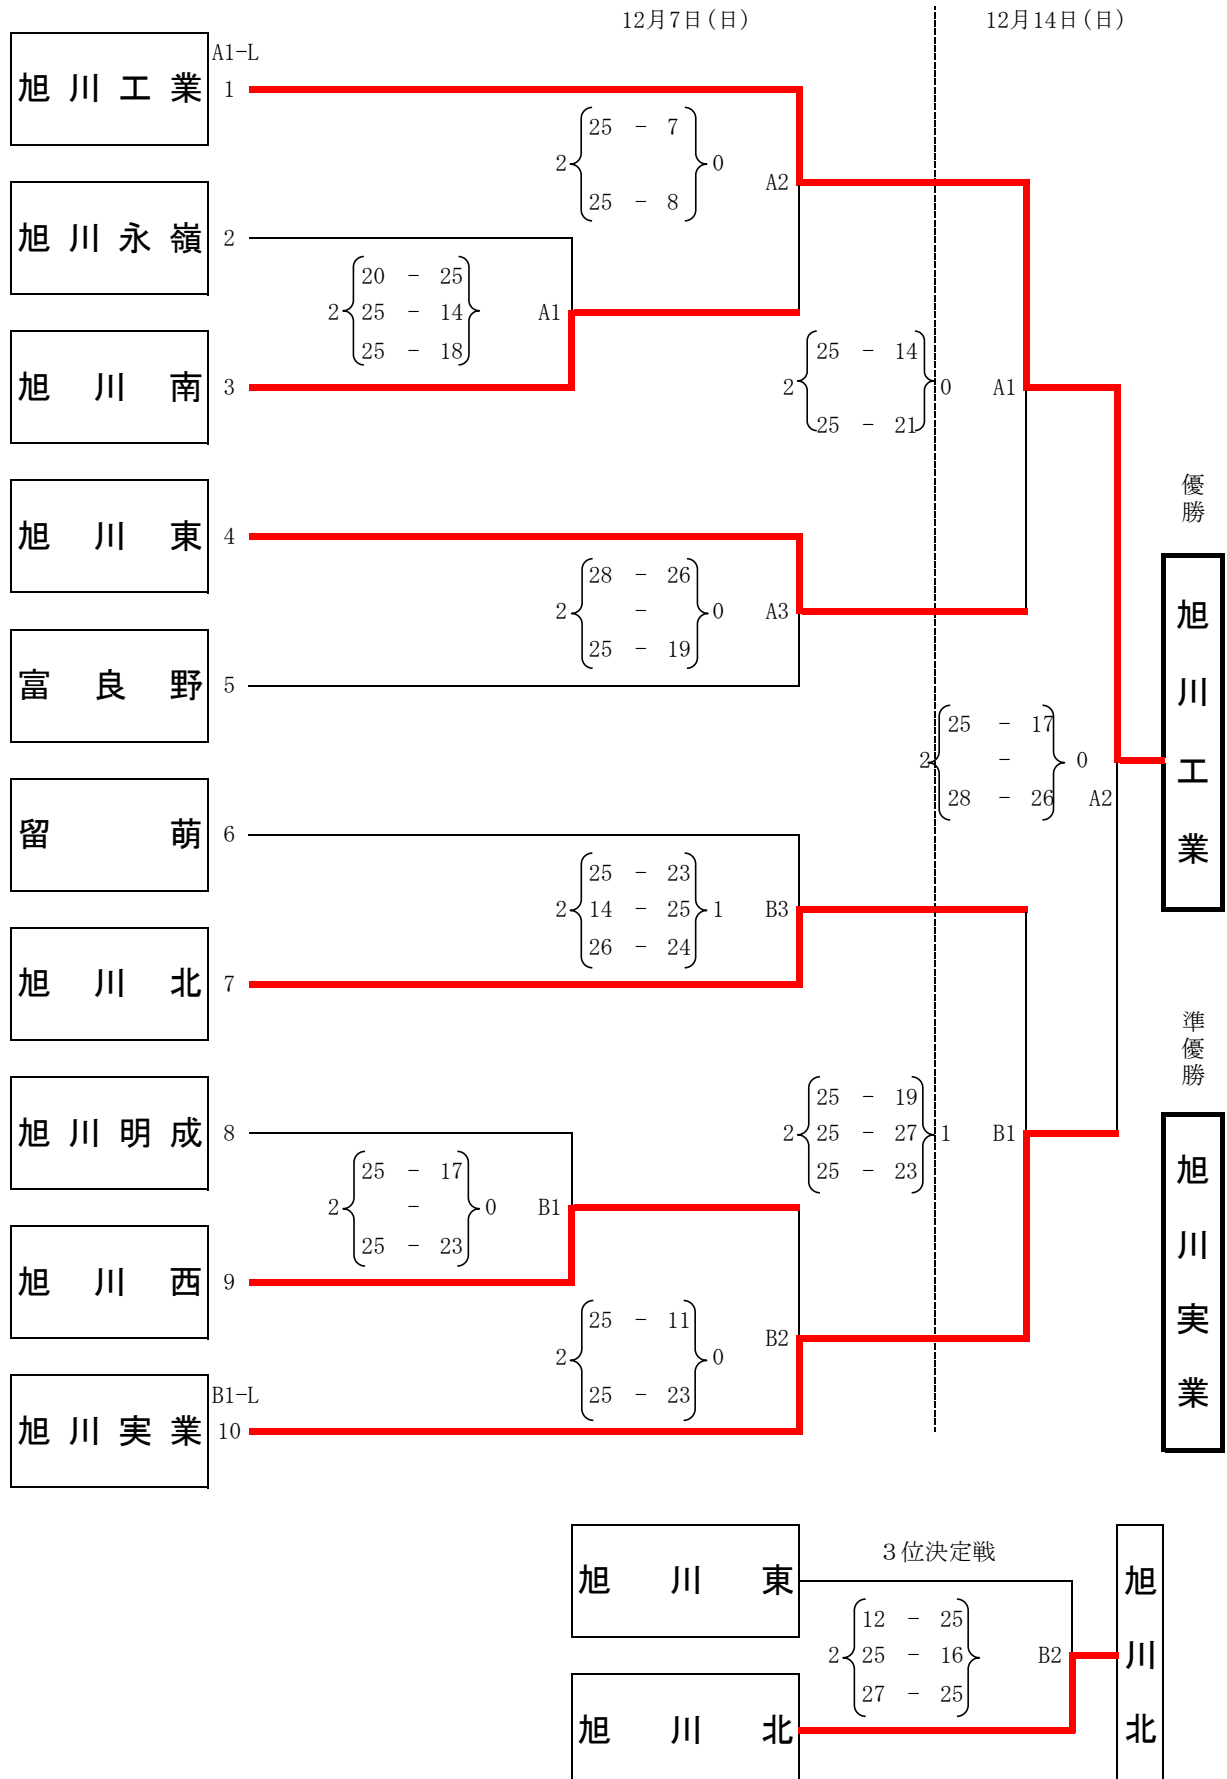 12月7日(日)
12月14日(日)
A1-L
旭川工業 1
25 - 7
2 0
25 - 8
A2
旭川永嶺 2
20 - 25
2 25 - 14
25 - 18
A1
旭川南 3
25 - 14
2 0
25 - 21
A1
旭川東 4
28 - 26
2 - 0
25 - 19
A3
富良野 5
優勝
旭川工業
25 - 17
2 - 0
28 - 26
A2
留萌 6
25 - 23
2 14 - 25 1
26 - 24
B3
旭川北 7
準優勝
旭川実業
25 - 19
2 25 - 27 1
25 - 23
B1
旭川明成 8
25 - 17
2 - 0
25 - 23
B1
旭川西 9
25 - 11
2 0
25 - 23
B2
B1-L
旭川実業 10
3位決定戦
旭川東
12 - 25
2 25 - 16
27 - 25
B2
旭川北
旭川北